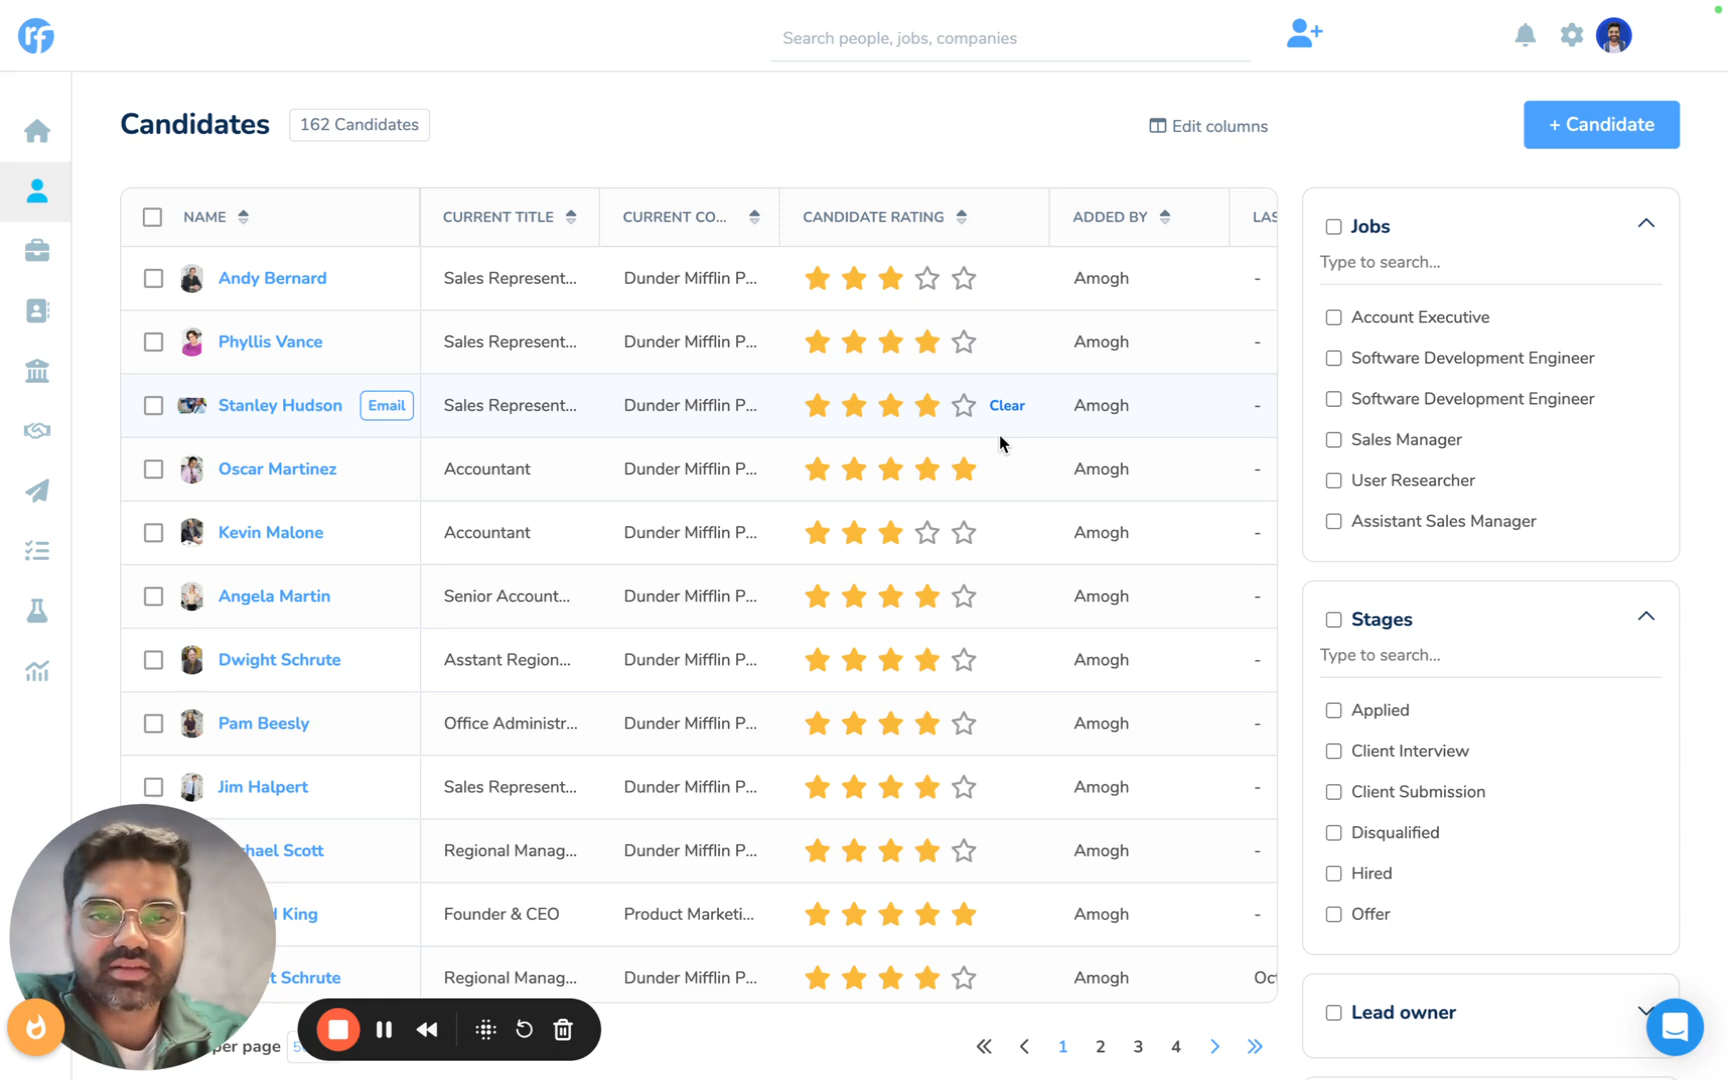 rf
Search people, jobs, companies
Candidates
162 Candidates
Edit columns
+ Candidate
NAME
CURRENT TITLE
CURRENT CO...
CANDIDATE RATING
ADDED BY
LAS
Andy Bernard
Sales Represent...
Dunder Mifflin P...
Amogh
-
Phyllis Vance
Sales Represent...
Dunder Mifflin P...
Amogh
-
Stanley Hudson
Email
Sales Represent...
Dunder Mifflin P...
Clear
Amogh
-
Oscar Martinez
Accountant
Dunder Mifflin P...
Amogh
-
Kevin Malone
Accountant
Dunder Mifflin P...
Amogh
-
Angela Martin
Senior Account...
Dunder Mifflin P...
Amogh
-
Dwight Schrute
Asstant Region...
Dunder Mifflin P...
Amogh
-
Pam Beesly
Office Administr...
Dunder Mifflin P...
Amogh
-
Jim Halpert
Sales Represent...
Dunder Mifflin P...
Amogh
-
hael Scott
Regional Manag...
Dunder Mifflin P...
Amogh
-
King
Founder & CEO
Product Marketi...
Amogh
-
t Schrute
Regional Manag...
Dunder Mifflin P...
Amogh
Oct
per page
1
2
3
4
Jobs
Type to search...
Account Executive
Software Development Engineer
Software Development Engineer
Sales Manager
User Researcher
Assistant Sales Manager
Stages
Type to search...
Applied
Client Interview
Client Submission
Disqualified
Hired
Offer
Lead owner